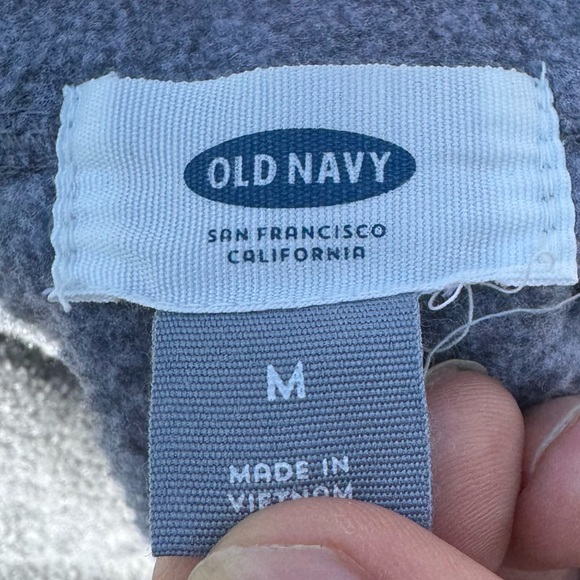 OLD NAVY
SAN FRANCISCO
CALIFORNIA
M
MADE IN
VIETNAM